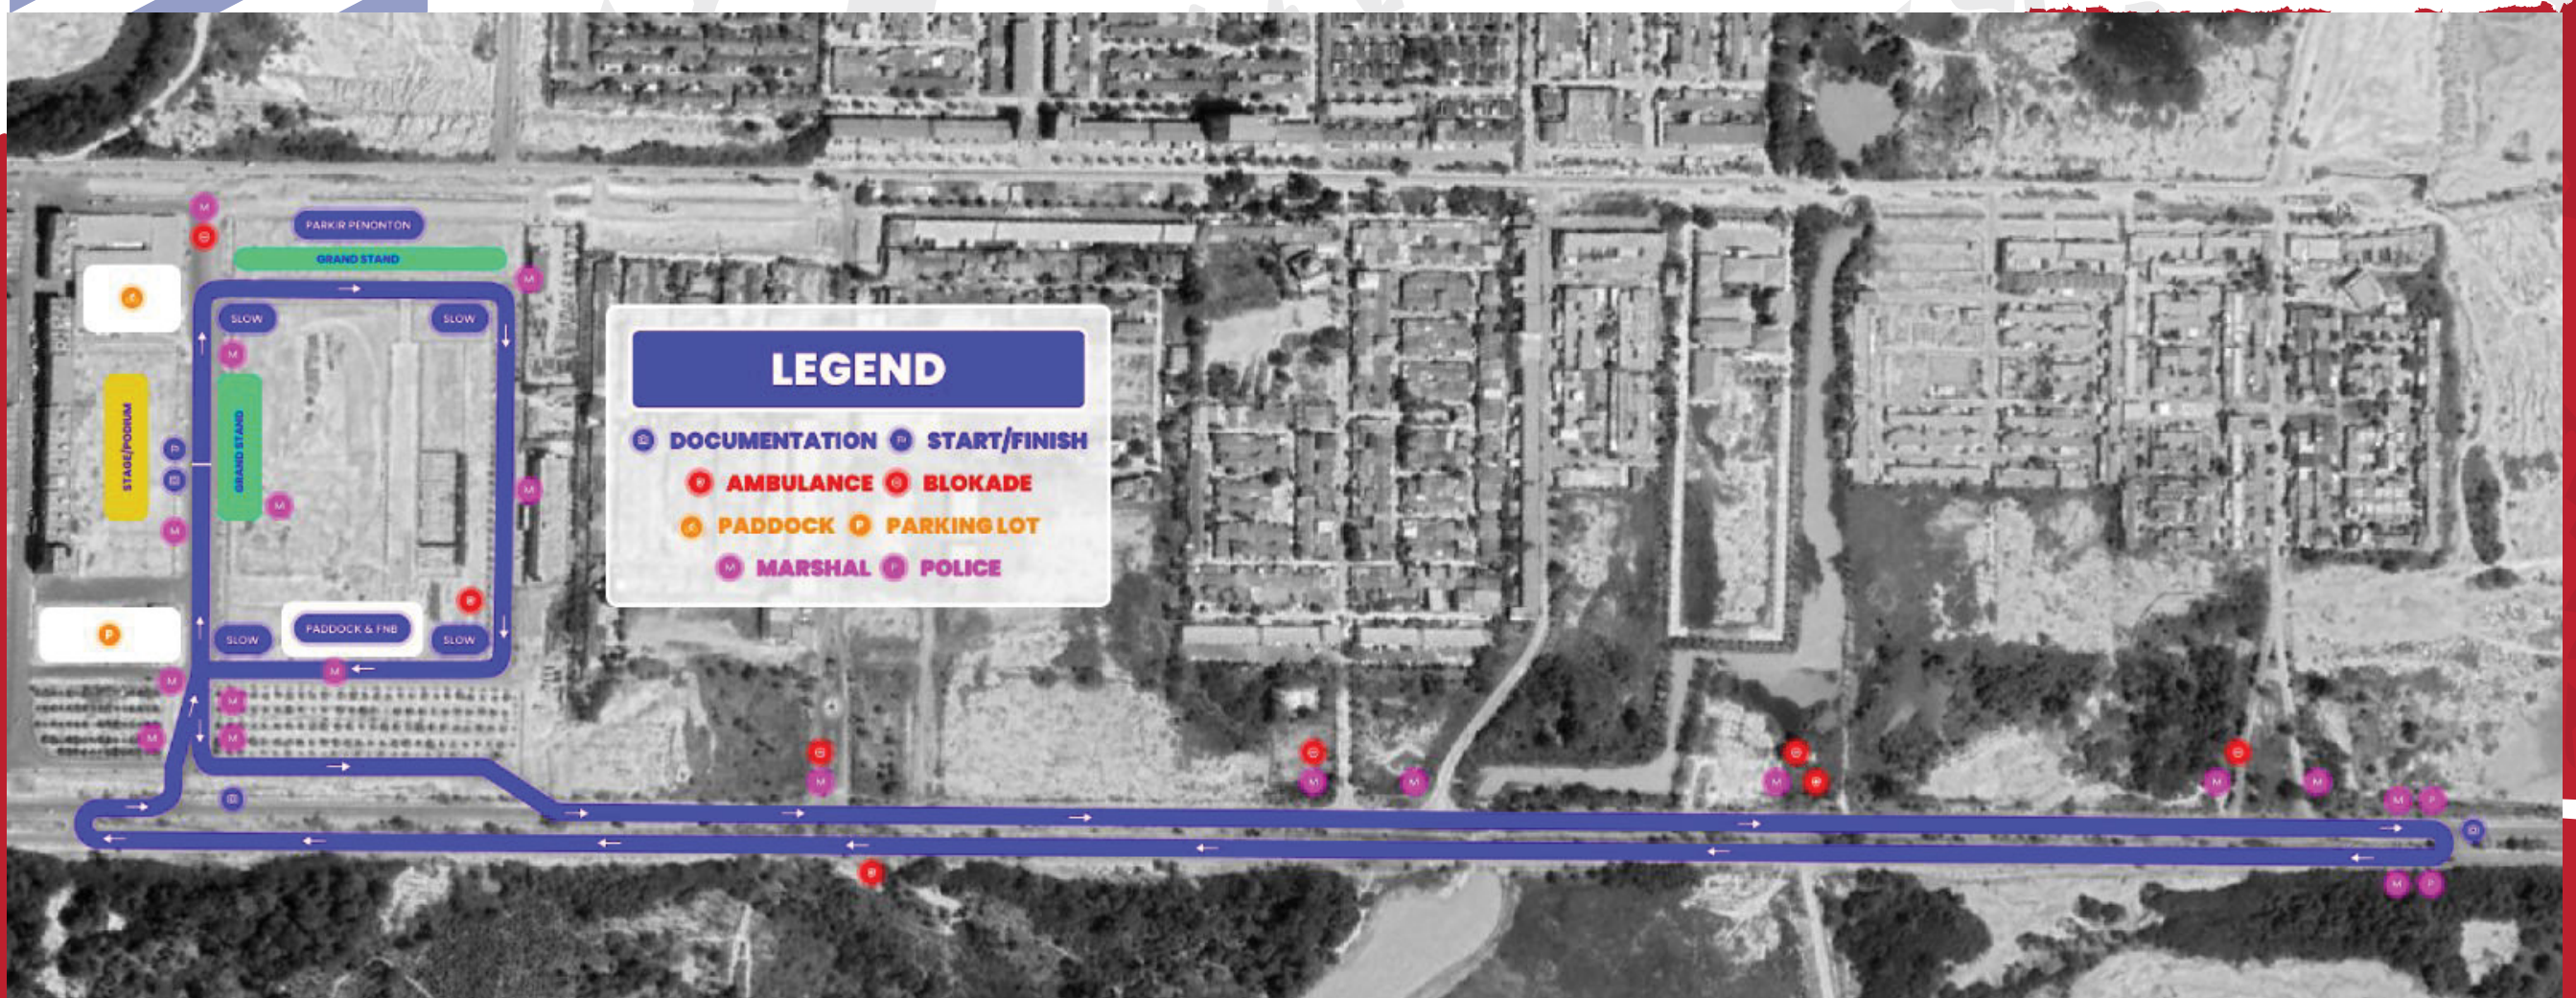 M
PARKIR PENONTON
GRAND STAND
M
SLOW
SLOW
M
LEGEND
DOCUMENTATION
START/FINISH
AMBULANCE
BLOKADE
PADDOCK
P PARKING LOT
M MARSHAL
P POLICE
STAGE/PODIUM
GRAND STAND
M
M
M
P
SLOW
PADDOCK & FNB
SLOW
M
M
M
M
M
M
M
M
M
M
M
M
P
M
P